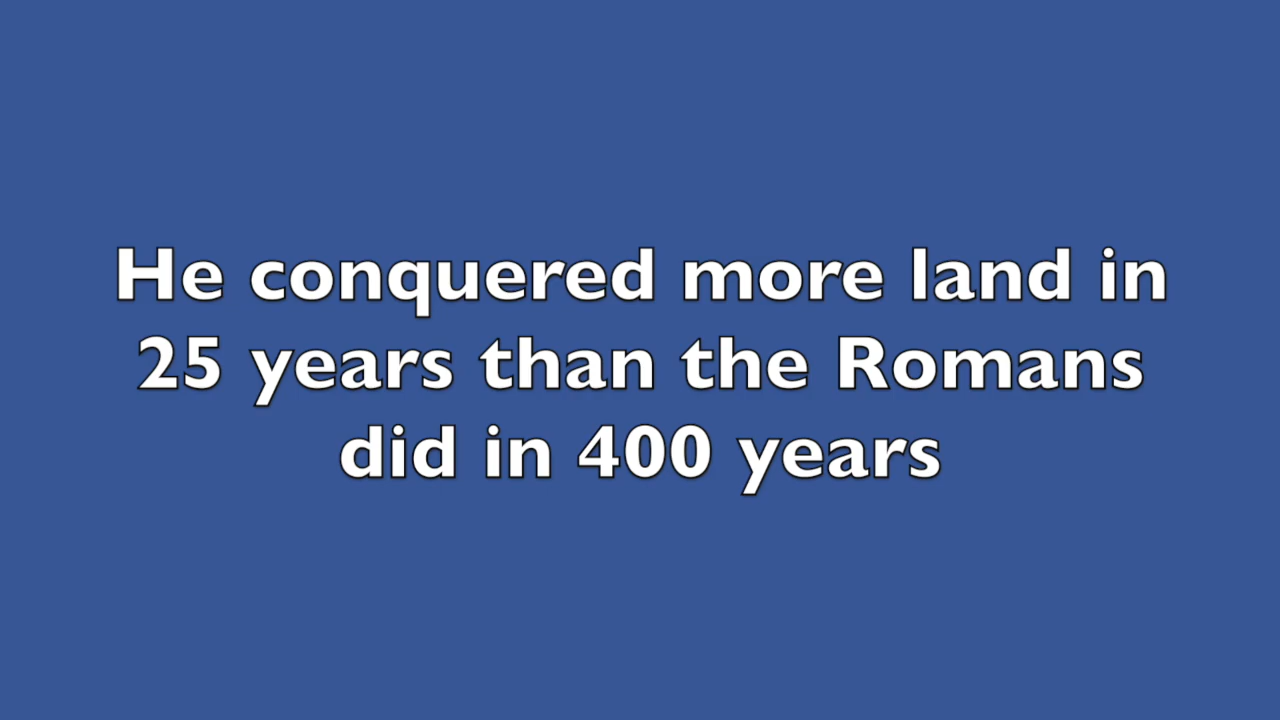 He conquered more land in
25 years than the Romans
did in 400 years